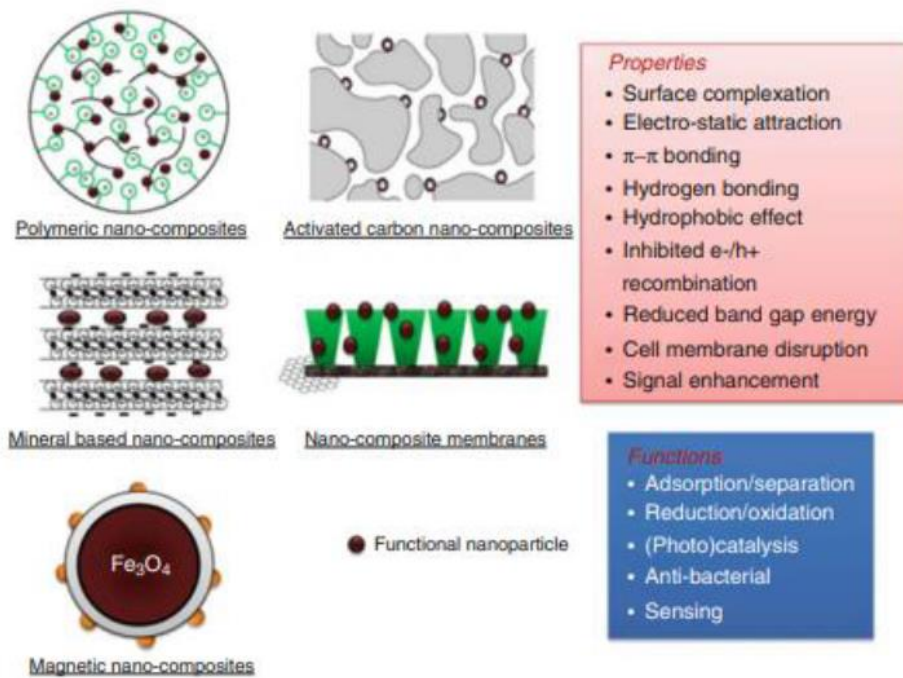 Polymeric nano-composites
Activated carbon nano-composites
Mineral based nano-composites
Nano-composite membranes
Fe₃O₄
Magnetic nano-composites
Functional nanoparticle
Properties
• Surface complexation
• Electro-static attraction
• π–π bonding
• Hydrogen bonding
• Hydrophobic effect
• Inhibited e-/h+
recombination
• Reduced band gap energy
• Cell membrane disruption
• Signal enhancement
Functions
• Adsorption/separation
• Reduction/oxidation
• (Photo)catalysis
• Anti-bacterial
• Sensing